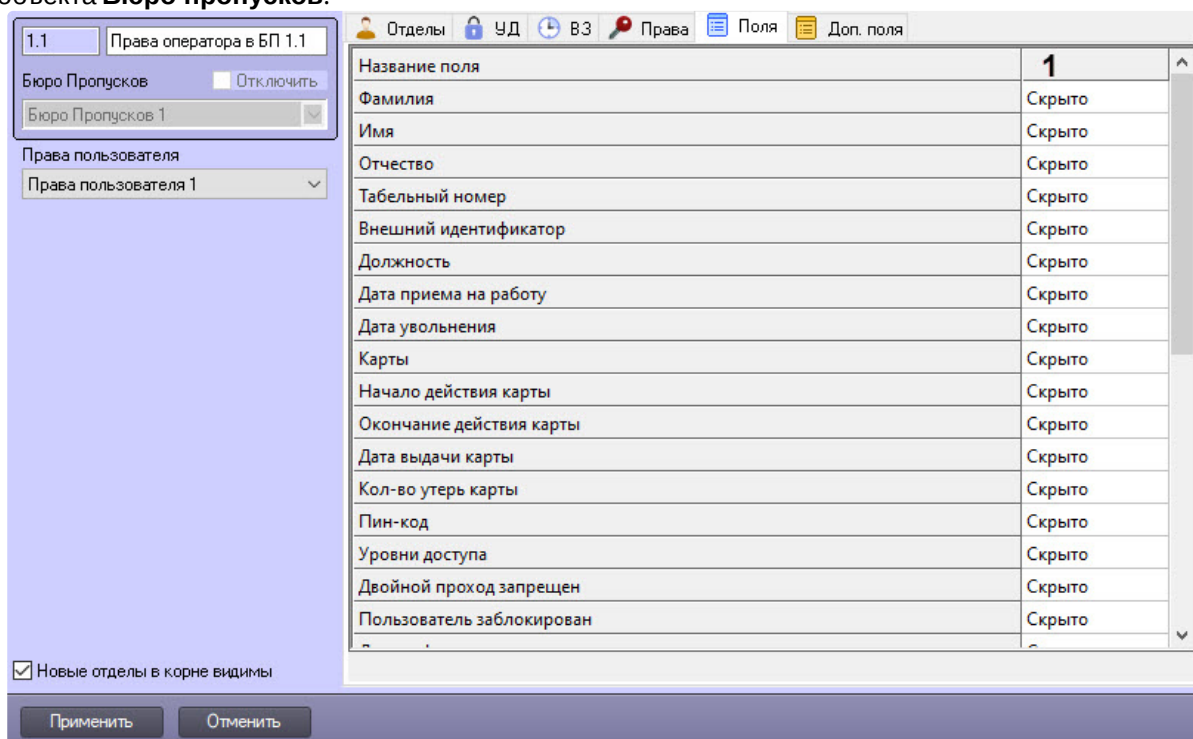 объекта Бюро пропусков.
1.1 Права оператора в БП 1.1
Бюро Пропусков Отключить
Бюро Пропусков 1
Права пользователя
Права пользователя 1
Новые отделы в корне видимы
Отделы УД ВЗ Права Поля Доп. поля
Название поля 1
Фамилия Скрыто
Имя Скрыто
Отчество Скрыто
Табельный номер Скрыто
Внешний идентификатор Скрыто
Должность Скрыто
Дата приема на работу Скрыто
Дата увольнения Скрыто
Карты Скрыто
Начало действия карты Скрыто
Окончание действия карты Скрыто
Дата выдачи карты Скрыто
Кол-во утерь карты Скрыто
Пин-код Скрыто
Уровни доступа Скрыто
Двойной проход запрещен Скрыто
Пользователь заблокирован Скрыто
Применить Отменить